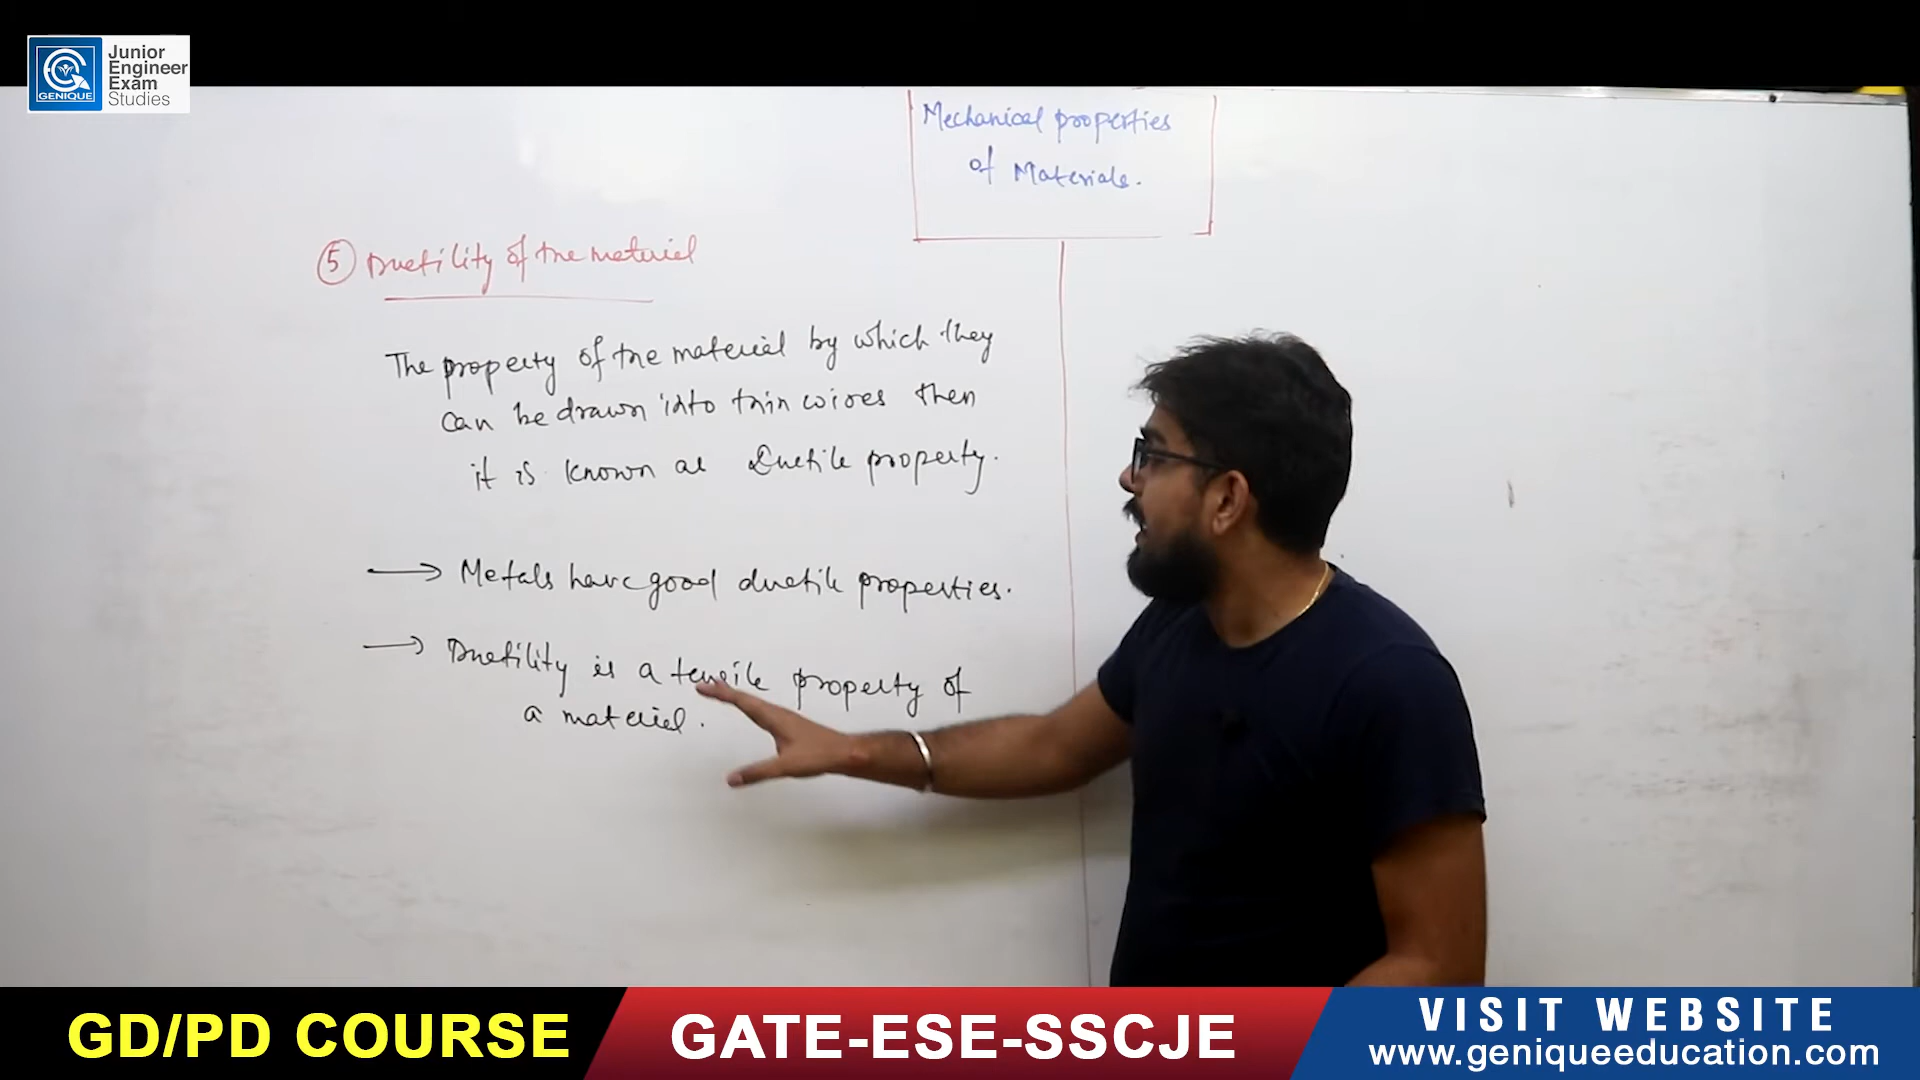 GENIQUE
Junior
Engineer
Exam
Studies
Mechanical properties
of Materials.
⑤ Ductility of the material
The property of the material by which they
can be drawn into thin wires then
it is known as Ductile property.
→ Metals have good ductile properties.
→ Ductility is a tensile property of
a material.
GD/PD COURSE
GATE-ESE-SSCJE
VISIT WEBSITE
www.geniqueeducation.com